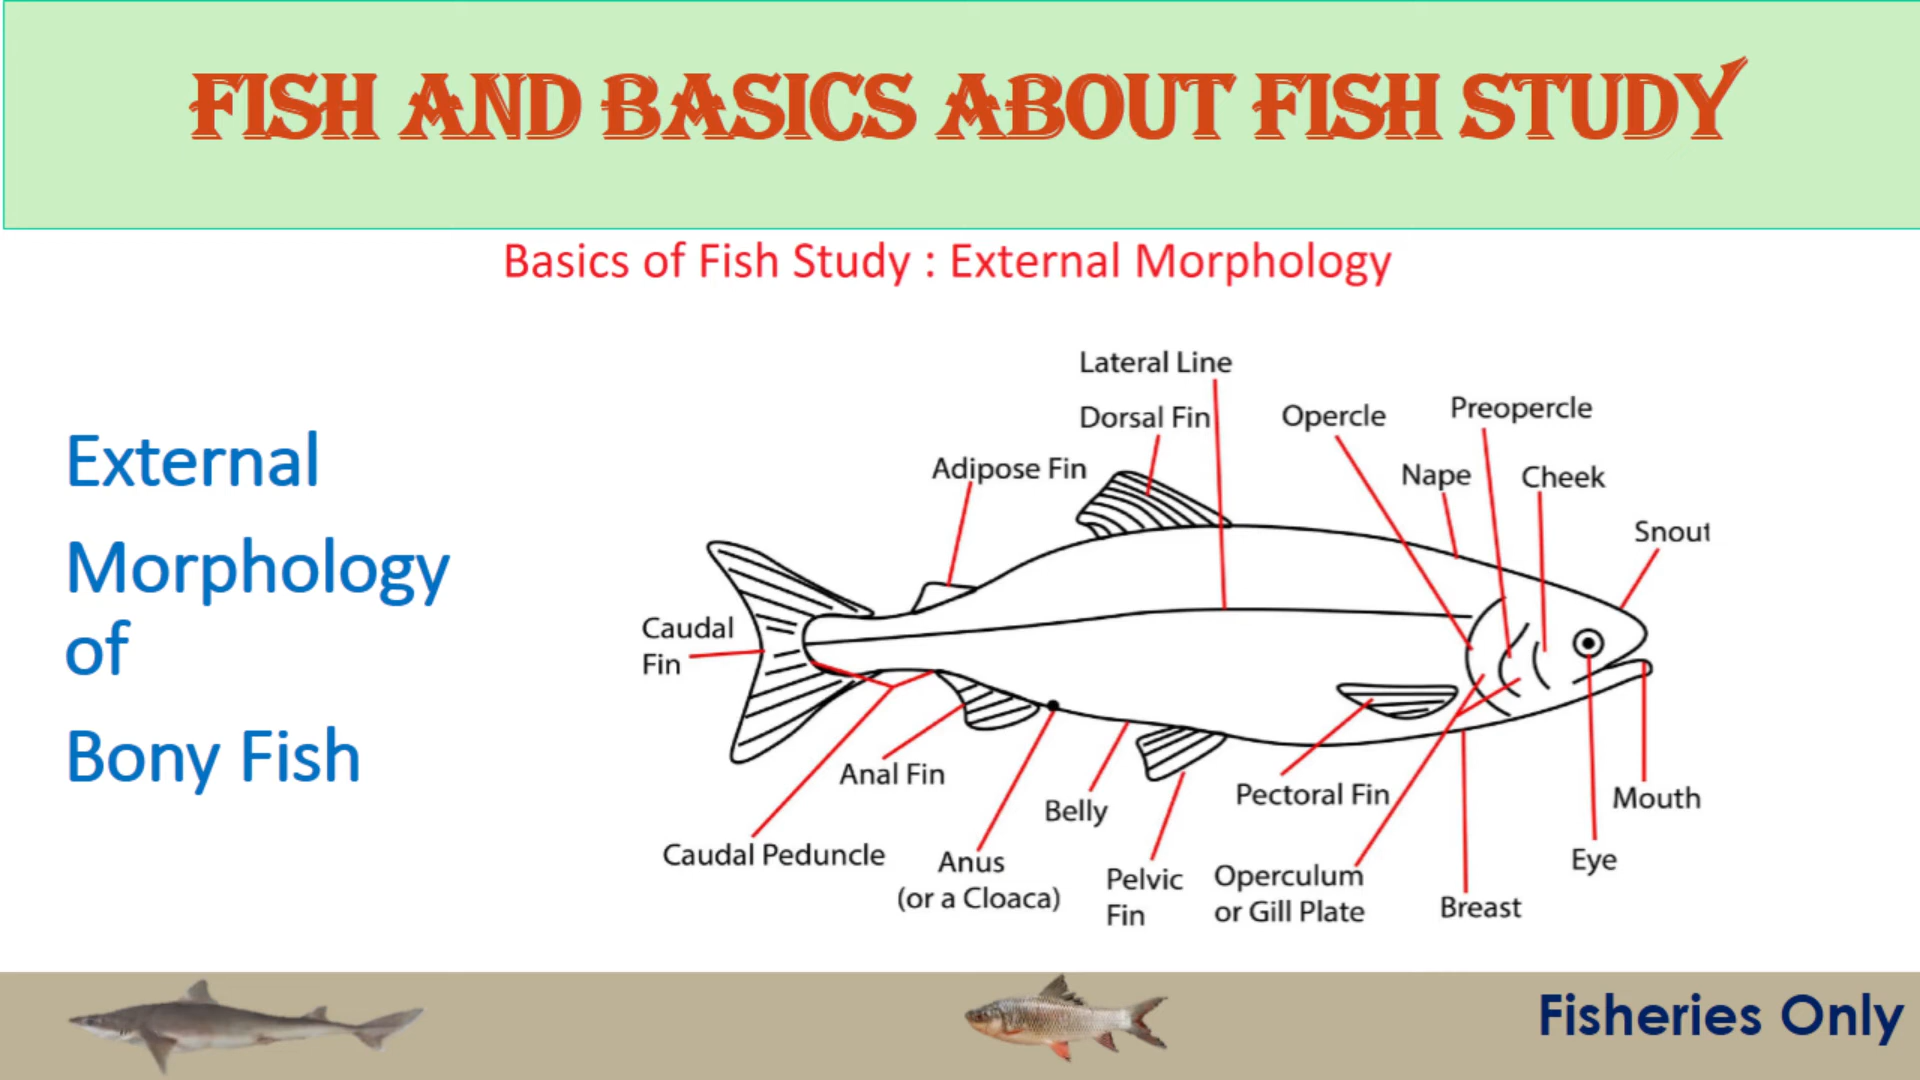 FISH AND BASICS ABOUT FISH STUDY
Basics of Fish Study : External Morphology
External
Morphology
of
Bony Fish
Lateral Line
Dorsal Fin
Adipose Fin
Opercle
Preopercle
Nape
Cheek
Snout
Caudal
Fin
Anal Fin
Caudal Peduncle
Anus
(or a Cloaca)
Belly
Pelvic
Fin
Pectoral Fin
Operculum
or Gill Plate
Breast
Eye
Mouth
Fisheries Only